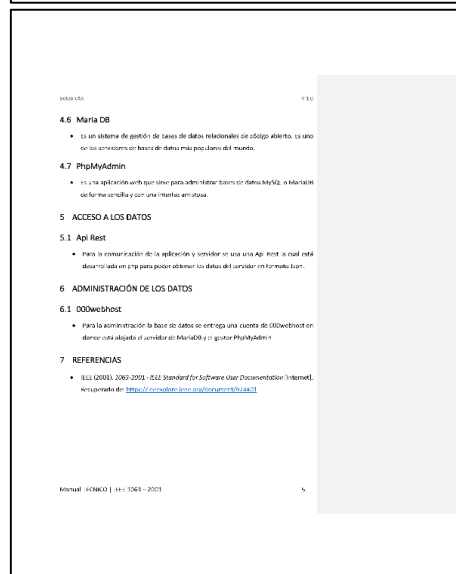 V 1.0
4.6 Maria DB
• Es un sistema de gestión de bases de datos relacionales de código abierto. Es uno
de los servidores de bases de datos más populares del mundo.
4.7 PhpMyAdmin
• Es una aplicación web que sirve para administrar bases de datos MySQL o MariaDB
de forma sencilla y con una interfaz amistosa.
5 ACCESO A LOS DATOS
5.1 Api Rest
• Para la comunicación de la aplicación y servidor se usa una Api Rest la cual está
desarrollada en php para poder obtener los datos del servidor en formato Json.
6 ADMINISTRACIÓN DE LOS DATOS
6.1 000webhost
• Para la administración la base de datos se entrega una cuenta de 000webhost en
donde está alojado el servidor de MariaDB y el gestor PhpMyAdmin
7 REFERENCIAS
• IEEE (2001). 1063-2001 - IEEE Standard for Software User Documentation [Internet].
Recuperado de: https://ieeexplore.ieee.org/document/974401
Manual TECNICO | IEEE 1063 – 2001 5